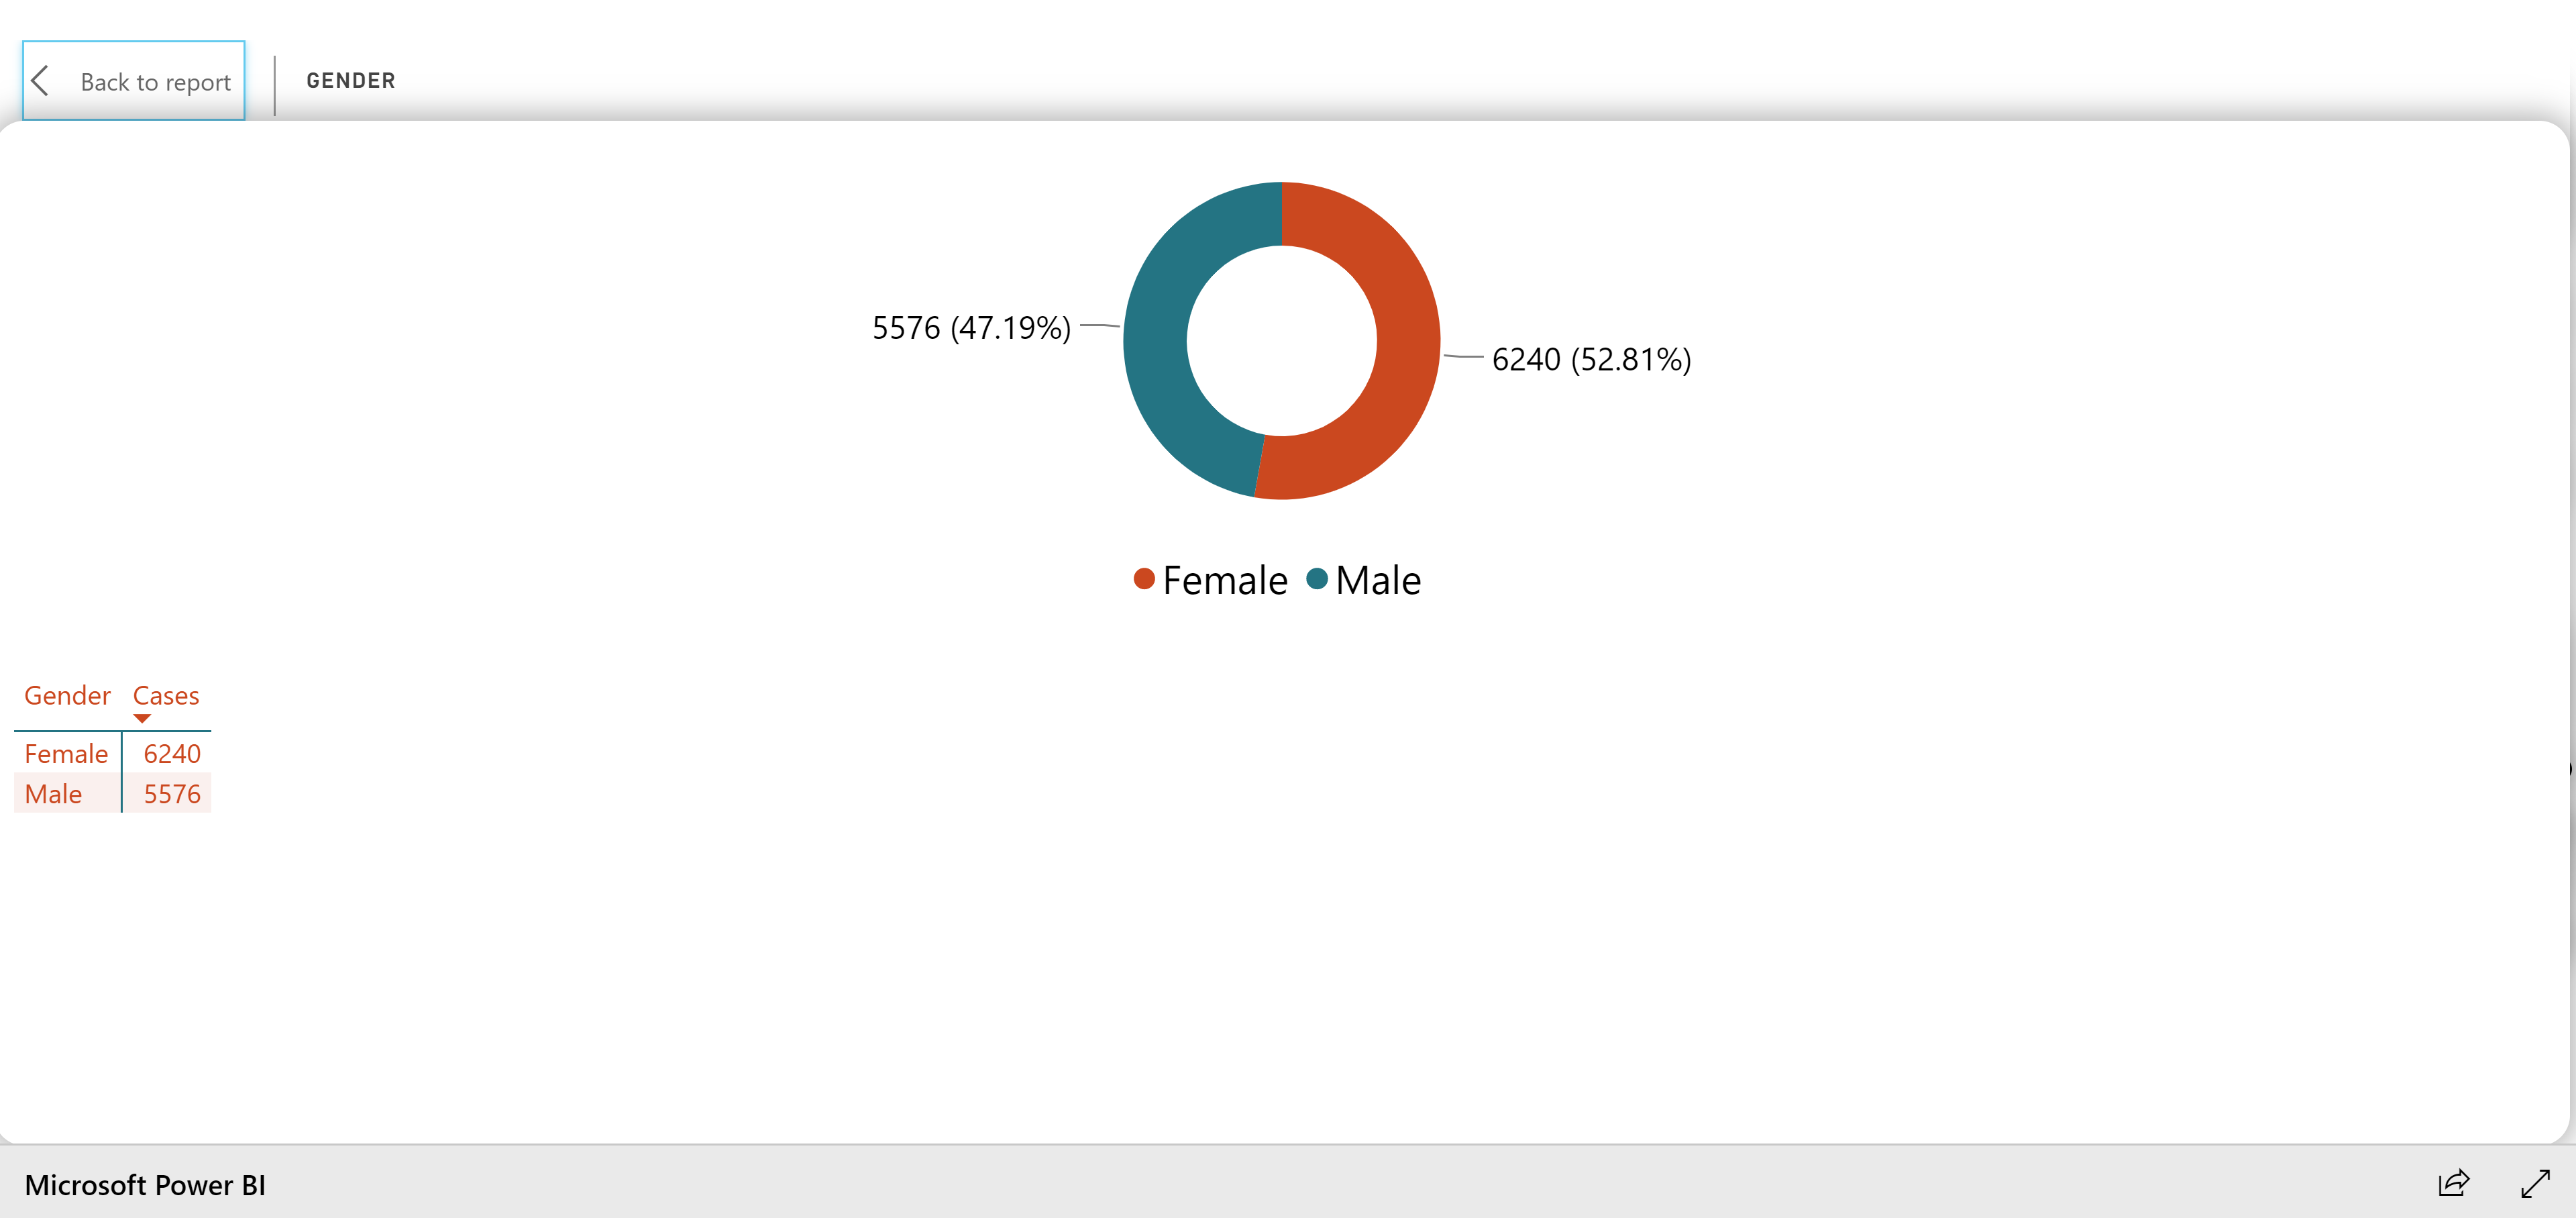 Back to report
GENDER
5576 (47.19%)
6240 (52.81%)
Female Male
Gender Cases
Female 6240
Male 5576
Microsoft Power BI